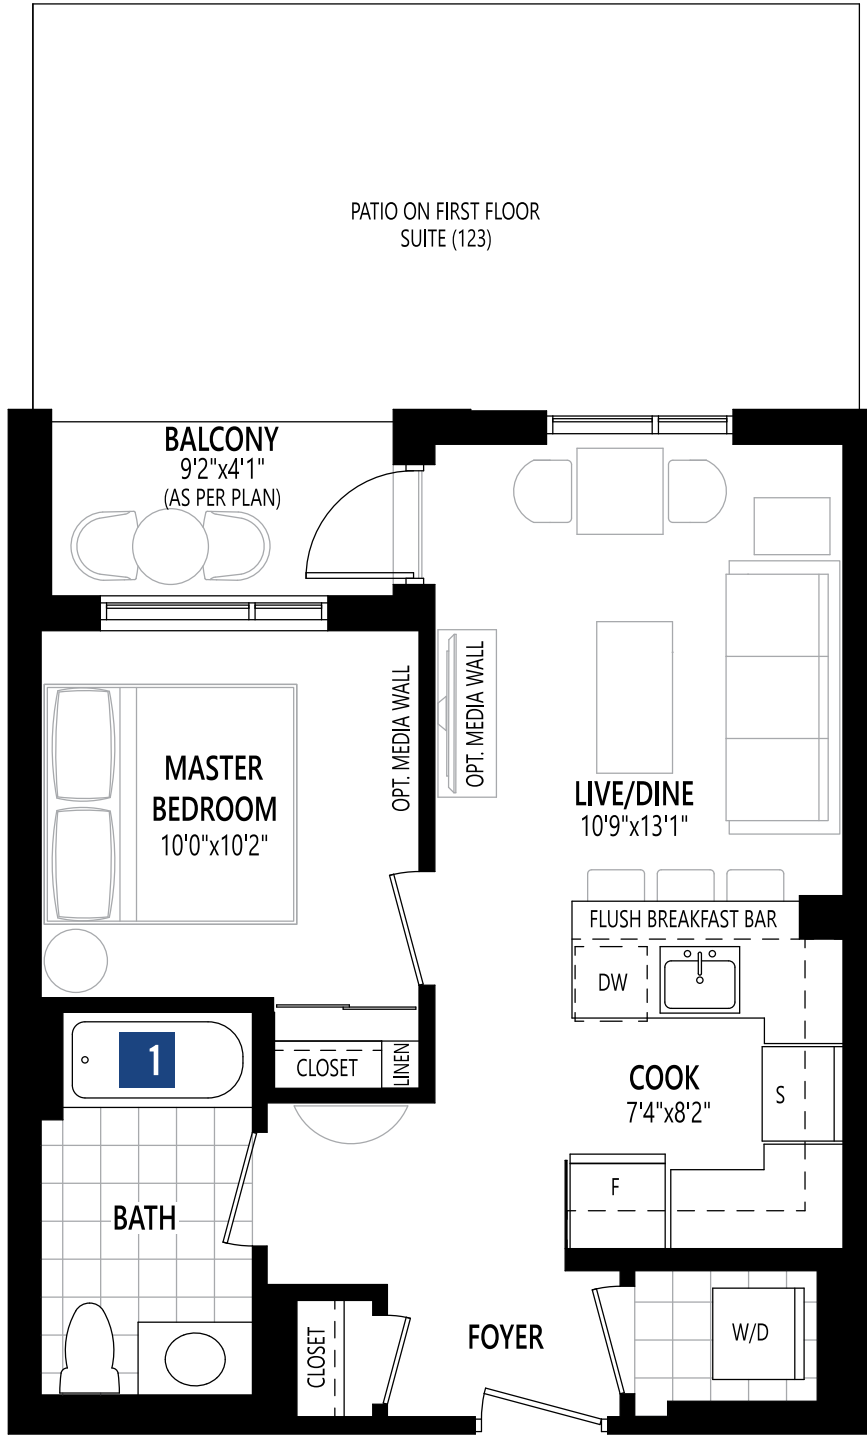 PATIO ON FIRST FLOOR
SUITE (123)
BALCONY
9'2"x4'1"
(AS PER PLAN)
OPT. MEDIA WALL
OPT. MEDIA WALL
MASTER
BEDROOM
10'0"x10'2"
LIVE/DINE
10'9"x13'1"
FLUSH BREAKFAST BAR
DW
1
CLOSET
LINEN
COOK
7'4"x8'2"
S
F
BATH
CLOSET
FOYER
W/D